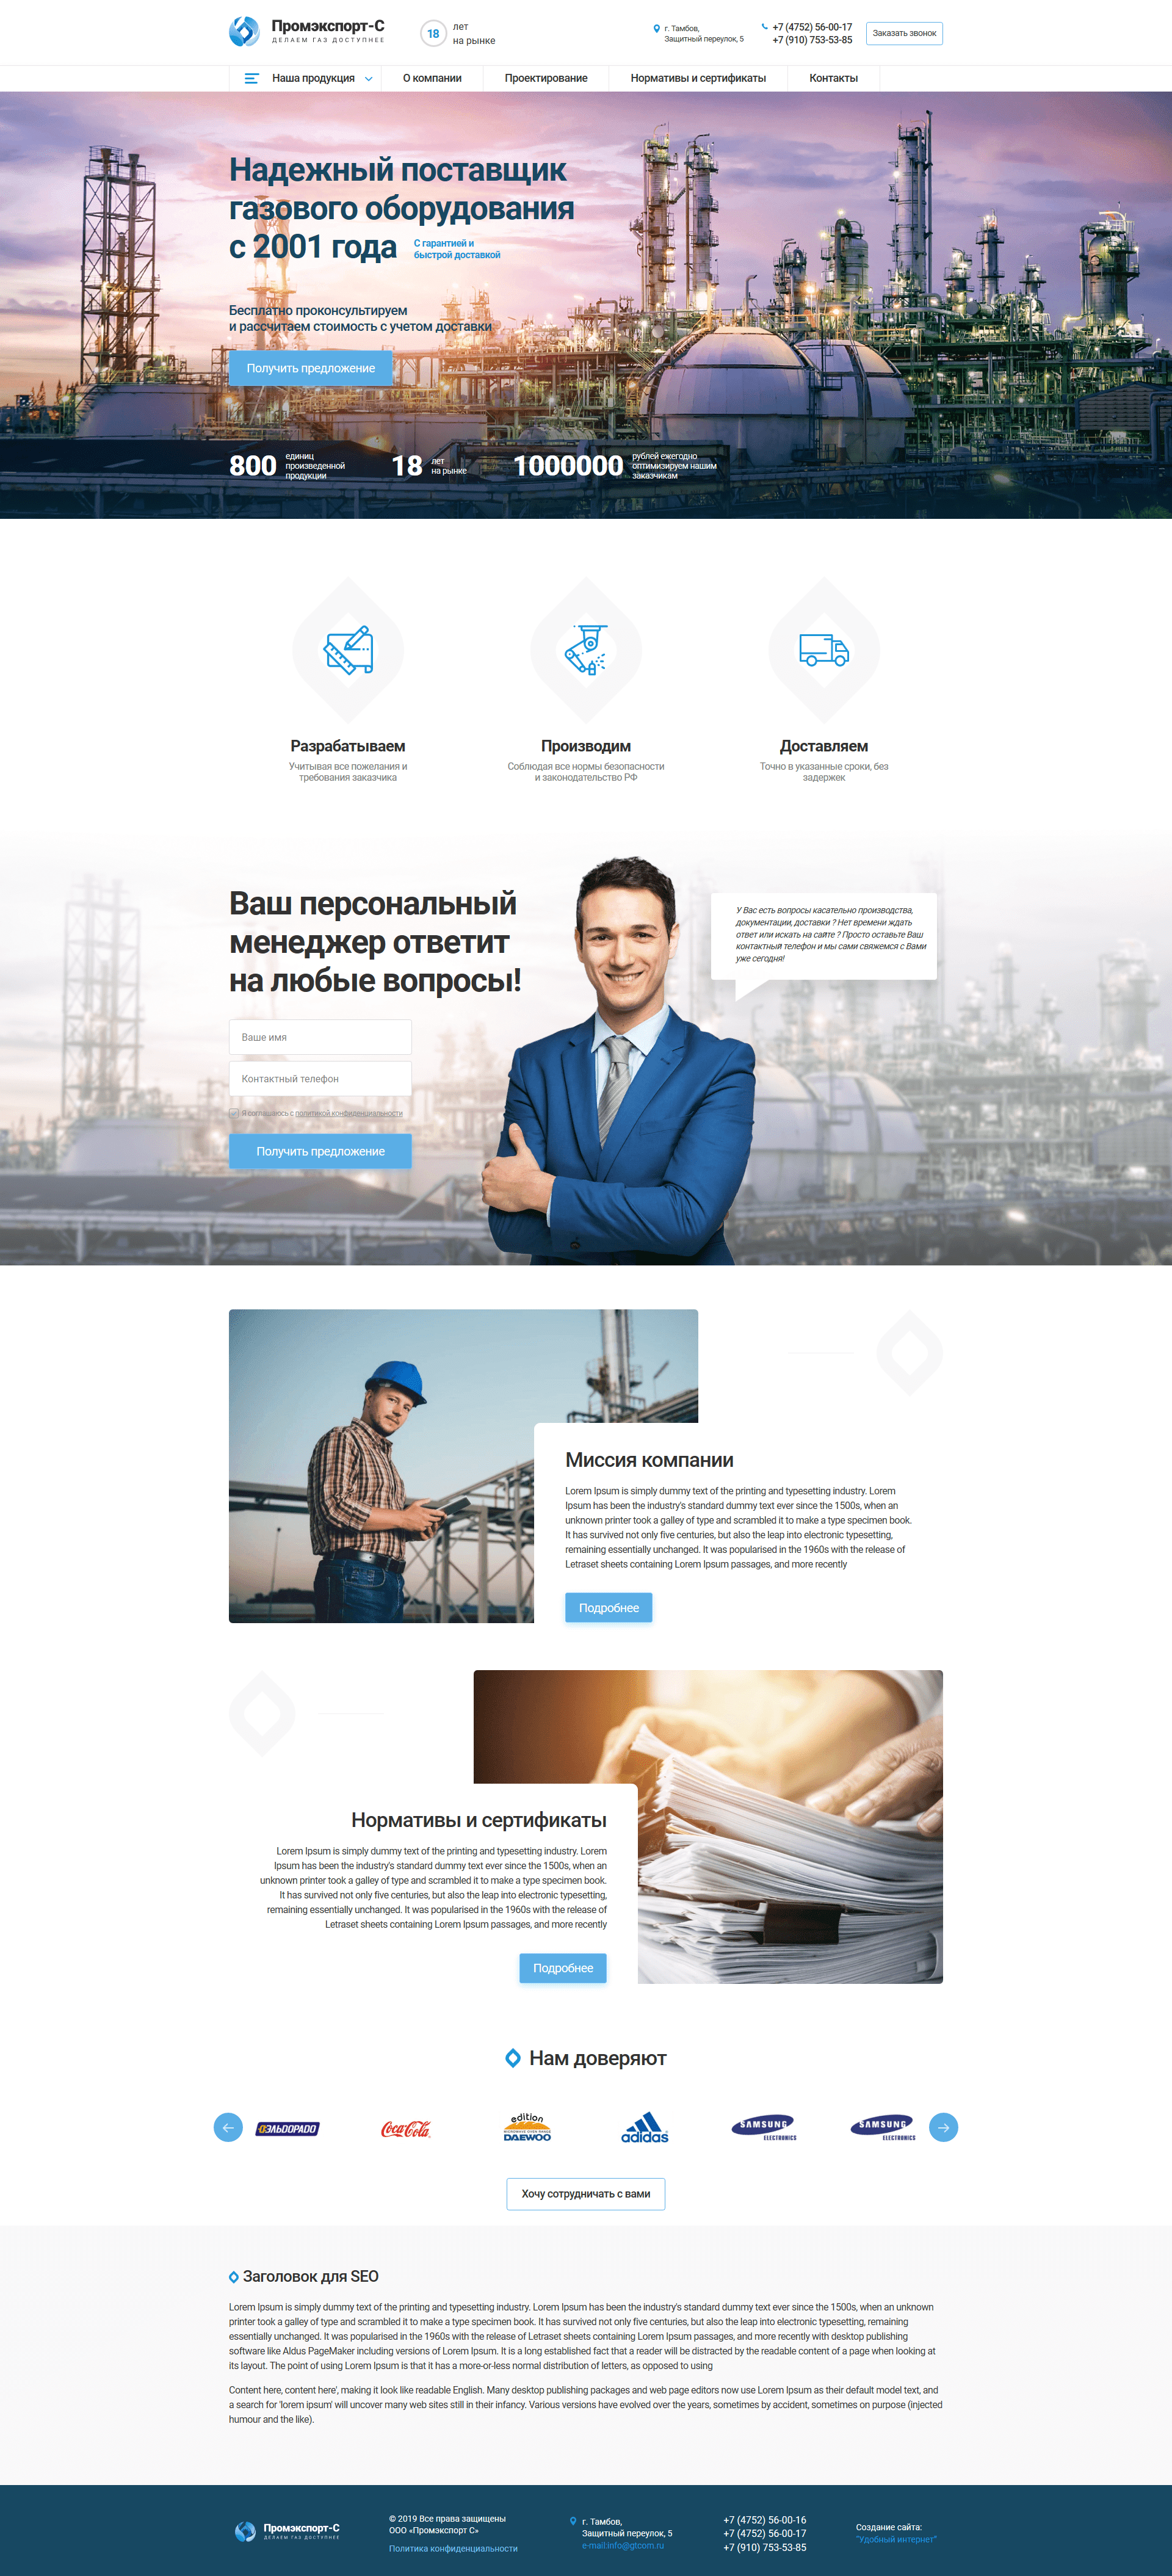 Промэкспорт-С
ДЕЛАЕМ ГАЗ ДОСТУПНЕЕ
18
лет
на рынке
г. Тамбов,
Защитный переулок, 5
+7 (4752) 56-00-17
+7 (910) 753-53-85
Заказать звонок
Наша продукция
О компании
Проектирование
Нормативы и сертификаты
Контакты
Надежный поставщик
газового оборудования
с 2001 года
С гарантией и
быстрой доставкой
Бесплатно проконсультируем
и рассчитаем стоимость с учетом доставки
Получить предложение
800
единиц
произведенной
продукции
18
лет
на рынке
1000000
рублей ежегодно
оптимизируем нашим
заказчикам
Разрабатываем
Учитывая все пожелания и
требования заказчика
Производим
Соблюдая все нормы безопасности
и законодательство РФ
Доставляем
Точно в указанные сроки, без
задержек
Ваш персональный
менеджер ответит
на любые вопросы!
У Вас есть вопросы касательно производства,
документации, доставки ? Нет времени ждать
ответ или искать на сайте ? Просто оставьте Ваш
контактный телефон и мы сами свяжемся с Вами
уже сегодня!
Ваше имя
Контактный телефон
Я соглашаюсь с политикой конфиденциальности
Получить предложение
Миссия компании
Lorem Ipsum is simply dummy text of the printing and typesetting industry. Lorem
Ipsum has been the industry's standard dummy text ever since the 1500s, when an
unknown printer took a galley of type and scrambled it to make a type specimen book.
It has survived not only five centuries, but also the leap into electronic typesetting,
remaining essentially unchanged. It was popularised in the 1960s with the release of
Letraset sheets containing Lorem Ipsum passages, and more recently
Подробнее
Нормативы и сертификаты
Lorem Ipsum is simply dummy text of the printing and typesetting industry. Lorem
Ipsum has been the industry's standard dummy text ever since the 1500s, when an
unknown printer took a galley of type and scrambled it to make a type specimen book.
It has survived not only five centuries, but also the leap into electronic typesetting,
remaining essentially unchanged. It was popularised in the 1960s with the release of
Letraset sheets containing Lorem Ipsum passages, and more recently
Подробнее
Нам доверяют
ЭЛЬДОРАДО
Coca-Cola
edition
DAEWOO
adidas
SAMSUNG
ELECTRONICS
SAMSUNG
ELECTRONICS
Хочу сотрудничать с вами
Заголовок для SEO
Lorem Ipsum is simply dummy text of the printing and typesetting industry. Lorem Ipsum has been the industry's standard dummy text ever since the 1500s, when an unknown
printer took a galley of type and scrambled it to make a type specimen book. It has survived not only five centuries, but also the leap into electronic typesetting, remaining
essentially unchanged. It was popularised in the 1960s with the release of Letraset sheets containing Lorem Ipsum passages, and more recently with desktop publishing
software like Aldus PageMaker including versions of Lorem Ipsum. It is a long established fact that a reader will be distracted by the readable content of a page when looking at
its layout. The point of using Lorem Ipsum is that it has a more-or-less normal distribution of letters, as opposed to using
Content here, content here', making it look like readable English. Many desktop publishing packages and web page editors now use Lorem Ipsum as their default model text, and
a search for 'lorem ipsum' will uncover many web sites still in their infancy. Various versions have evolved over the years, sometimes by accident, sometimes on purpose (injected
humour and the like).
Промэкспорт-С
ДЕЛАЕМ ГАЗ ДОСТУПНЕЕ
© 2019 Все права защищены
ООО «Промэкспорт С»
Политика конфиденциальности
г. Тамбов,
Защитный переулок, 5
e-mail:info@gtcom.ru
+7 (4752) 56-00-16
+7 (4752) 56-00-17
+7 (910) 753-53-85
Создание сайта:
"Удобный интернет"